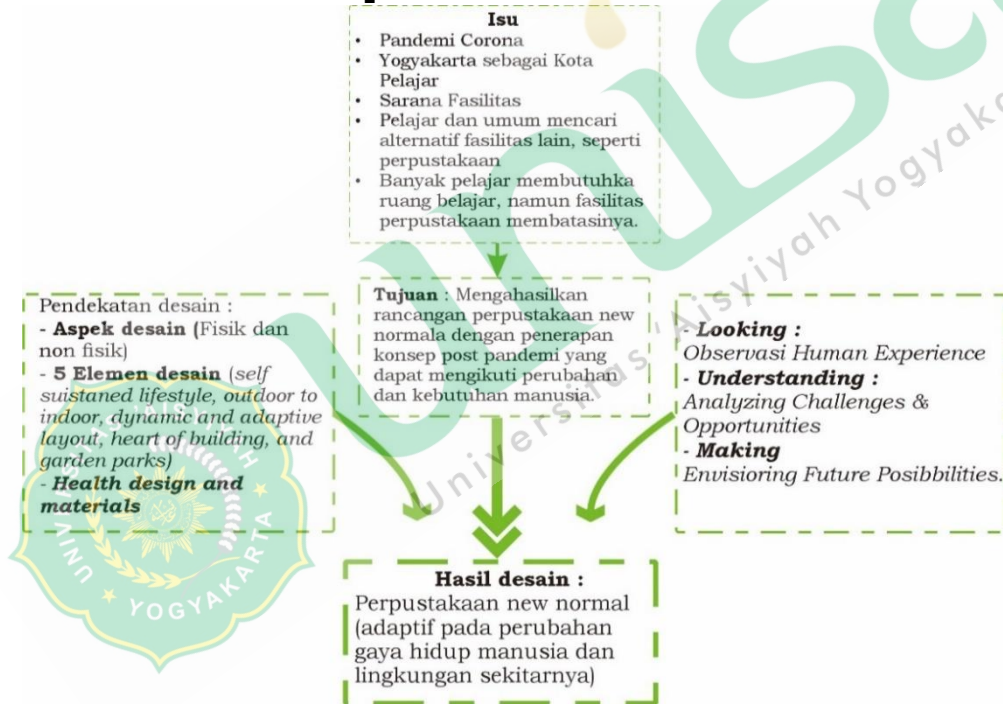 Isu
• Pandemi Corona
• Yogyakarta sebagai Kota
Pelajar
• Sarana Fasilitas
• Pelajar dan umum mencari
alternatif fasilitas lain, seperti
perpustakaan
• Banyak pelajar membutuhka
ruang belajar, namun fasilitas
perpustakaan membatasinya.
Pendekatan desain :
- Aspek desain (Fisik dan
non fisik)
- 5 Elemen desain (self
suistaned lifestyle, outdoor to
indoor, dynamic and adaptive
layout, heart of building, and
garden parks)
- Health design and
materials
Tujuan : Mengahasilkan
rancangan perpustakaan new
normala dengan penerapan
konsep post pandemi yang
dapat mengikuti perubahan
dan kebutuhan manusia.
- Looking :
Observasi Human Experience
- Understanding :
Analyzing Challenges &
Opportunities
- Making
Envisioring Future Posibbilities.
Hasil desain :
Perpustakaan new normal
(adaptif pada perubahan
gaya hidup manusia dan
lingkungan sekitarnya)
unisa
Universitas 'Aisyiyah Yogyaka
UNIVERSITAS 'AISYIYAH
YOGYAKARTA